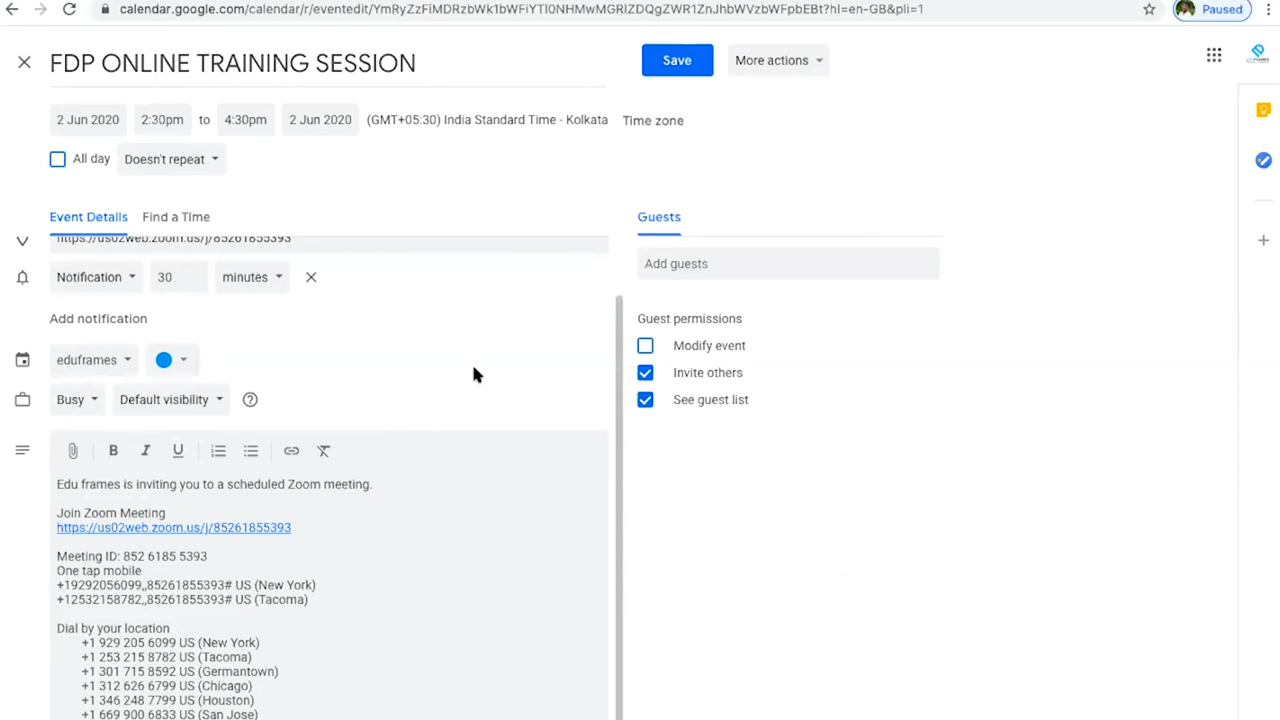 calendar.google.com/calendar/r/eventedit/YmRyZzFiMDRzbWk1bWFiYTl0NHMwMGRlZDQgZWR1ZnJhbWVzbWFpbEBt?hl=en-GB&pli=1
Paused
FDP ONLINE TRAINING SESSION
Save
More actions
2 Jun 2020 2:30pm to 4:30pm 2 Jun 2020 (GMT+05:30) India Standard Time - Kolkata Time zone
All day Doesn't repeat
Event Details Find a Time
Guests
https://us02web.zoom.us/j/85261855393
Add guests
Notification 30 minutes
Add notification
Guest permissions
Modify event
eduframes
Invite others
Busy Default visibility
See guest list
B I U
Edu frames is inviting you to a scheduled Zoom meeting.
Join Zoom Meeting
https://us02web.zoom.us/j/85261855393
Meeting ID: 852 6185 5393
One tap mobile
+19292056099,,85261855393# US (New York)
+12532158782,,85261855393# US (Tacoma)
Dial by your location
+1 929 205 6099 US (New York)
+1 253 215 8782 US (Tacoma)
+1 301 715 8592 US (Germantown)
+1 312 626 6799 US (Chicago)
+1 346 248 7799 US (Houston)
+1 669 900 6833 US (San Jose)